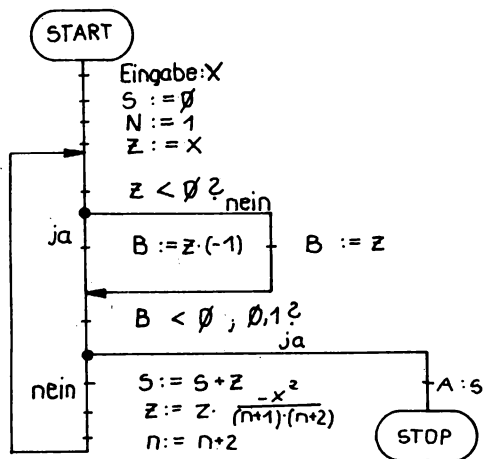 START
Eingabe: X
S := Ø
N := 1
Z := X
Z < Ø ?
nein
ja
B := Z·(-1)
B := Z
B < Ø ; Ø,1 ?
ja
nein
S := S+Z
Z := Z · -X² / (n+1)·(n+2)
n := n+2
A : S
STOP